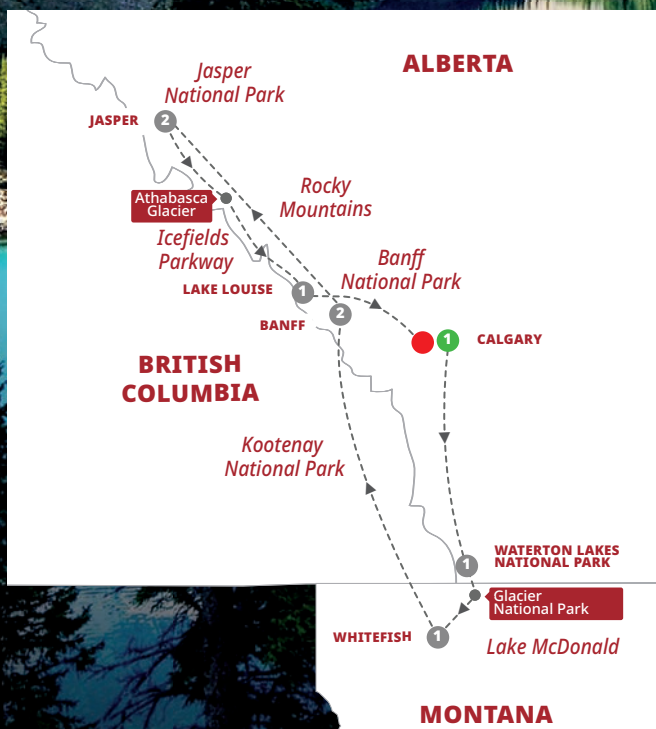 ALBERTA
Jasper
National Park
JASPER
2
Athabasca
Glacier
Rocky
Mountains
Icefields
Parkway
Banff
National Park
LAKE LOUISE
1
2
BANFF
1
CALGARY
BRITISH
COLUMBIA
Kootenay
National Park
WATERTON LAKES
NATIONAL PARK
1
Glacier
National Park
WHITEFISH
1
Lake McDonald
MONTANA